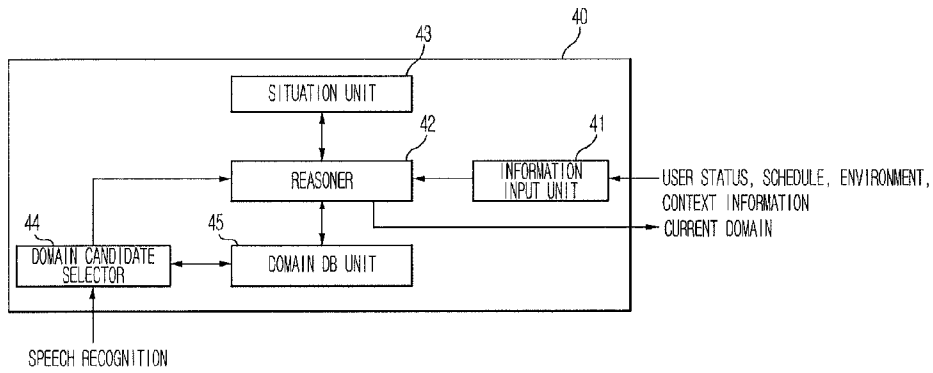 40
43
SITUATION UNIT
42
41
REASONER
INFORMATION
INPUT UNIT
USER STATUS, SCHEDULE, ENVIRONMENT,
CONTEXT INFORMATION
CURRENT DOMAIN
44
45
DOMAIN CANDIDATE
SELECTOR
DOMAIN DB UNIT
SPEECH RECOGNITION